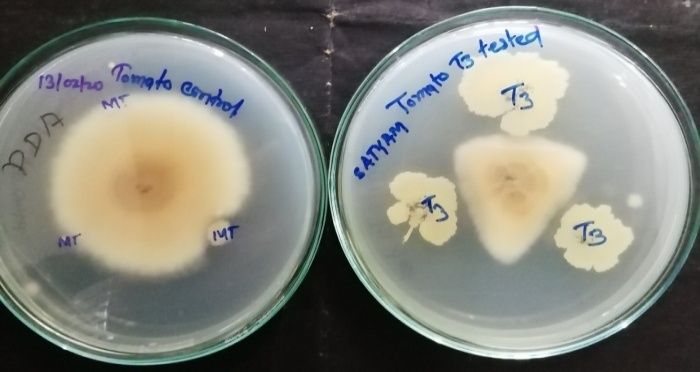 13/02/20 Tomato control
MT
PDA
MT
MT
SATYAM Tomato T3 tested
T3
T3
T3